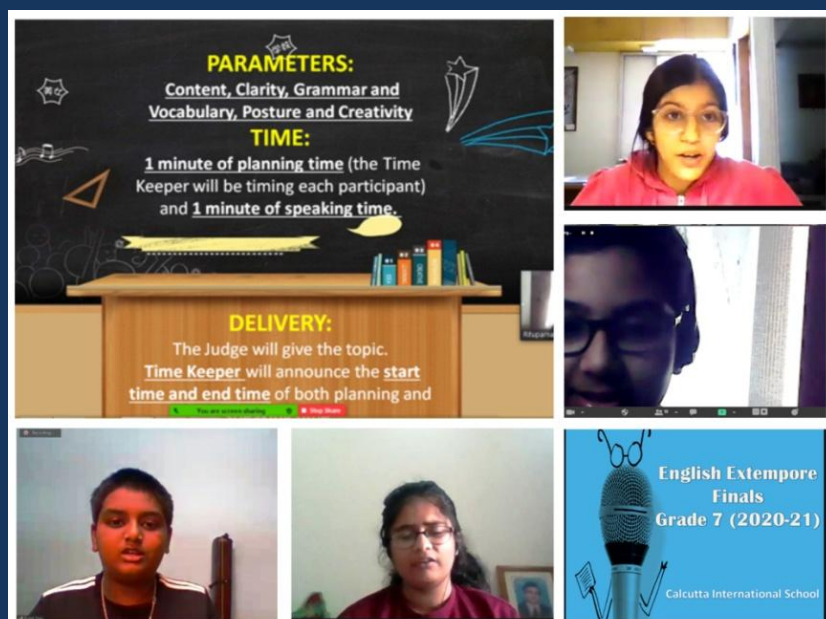 PARAMETERS:
Content, Clarity, Grammar and
Vocabulary, Posture and Creativity
TIME:
1 minute of planning time (the Time
Keeper will be timing each participant)
and 1 minute of speaking time.
DELIVERY:
The Judge will give the topic.
Time Keeper will announce the start
time and end time of both planning and
You are screen sharing
Stop Share
Rituparna
Recording...
English Extempore
Finals
Grade 7 (2020-21)
Calcutta International School